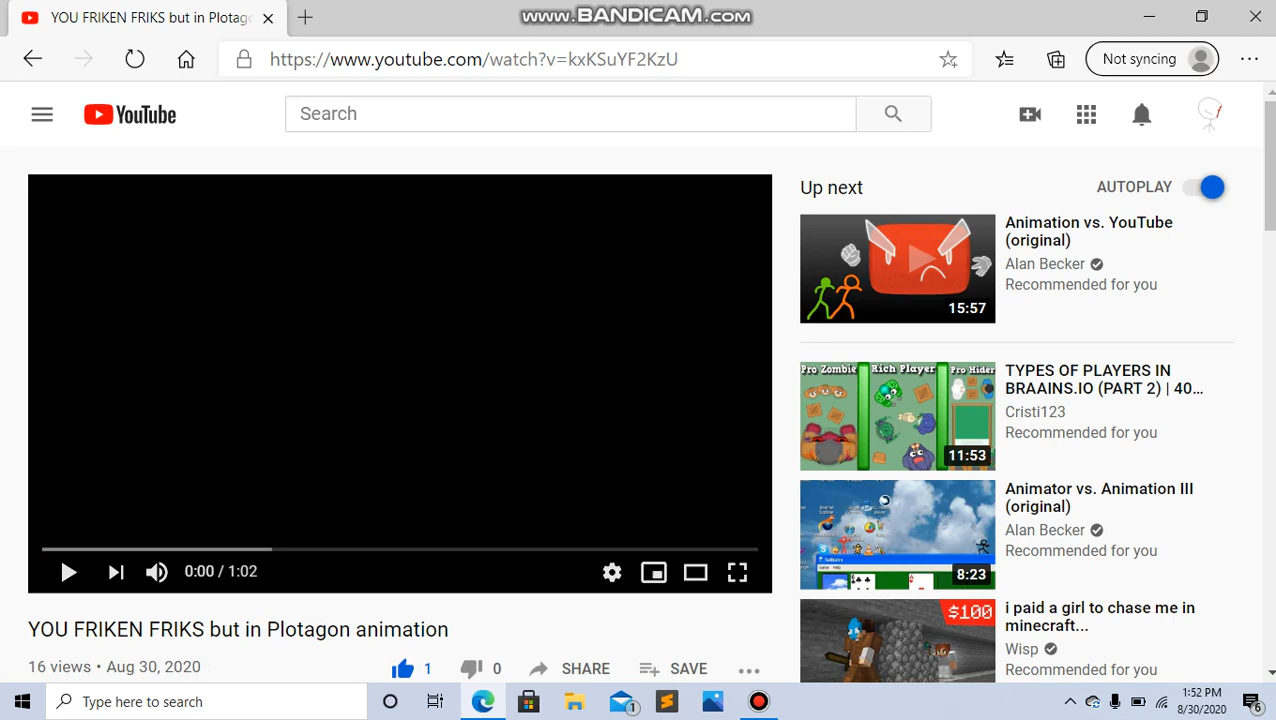 YOU FRIKEN FRIKS but in Plotag
www.BANDICAM.com
https://www.youtube.com/watch?v=kxKSuYF2KzU
Not syncing
YouTube
Search
Up next
AUTOPLAY
Animation vs. YouTube
(original)
Alan Becker
Recommended for you
15:57
Pro Zombie
Rich Player
Pro Hider
TYPES OF PLAYERS IN
BRAAINS.IO (PART 2) | 40...
Cristi123
Recommended for you
11:53
Animator vs. Animation III
(original)
Alan Becker
Recommended for you
8:23
0:00 / 1:02
$100
i paid a girl to chase me in
minecraft...
Wisp
Recommended for you
YOU FRIKEN FRIKS but in Plotagon animation
16 views • Aug 30, 2020
1
0
SHARE
SAVE
Type here to search
1
1:52 PM
8/30/2020
6